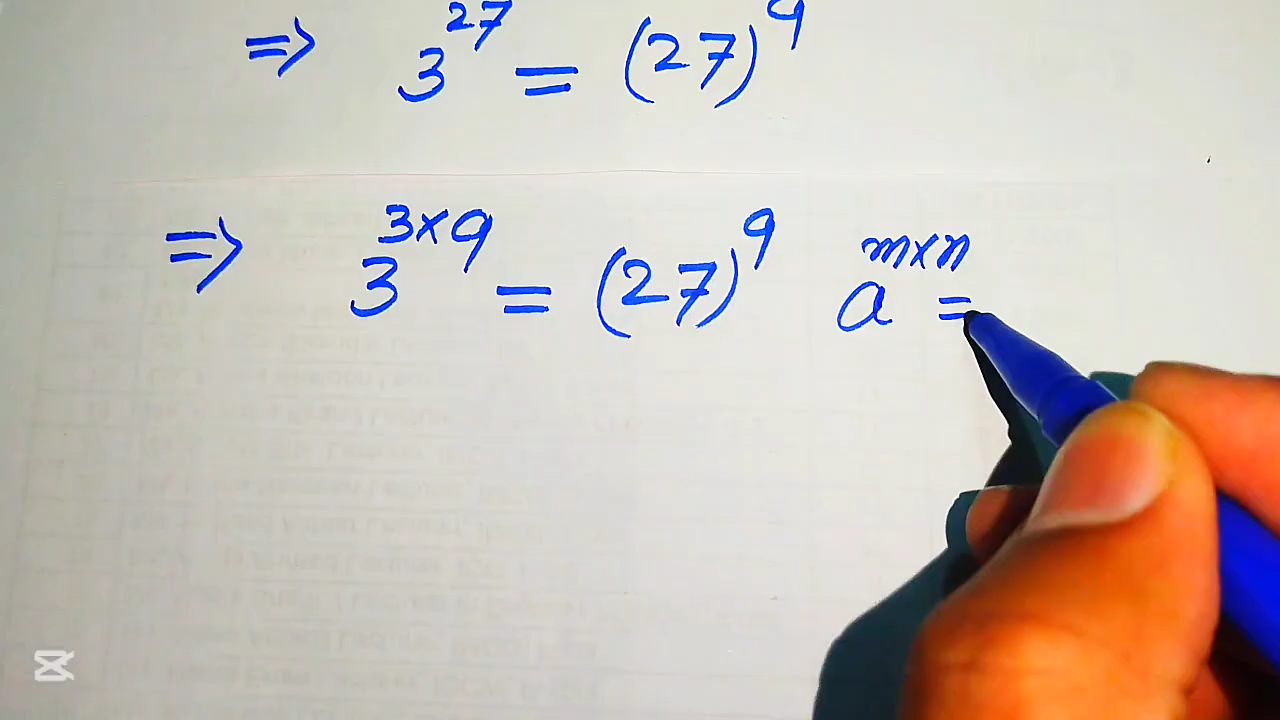 ⇒ 3^27 = (27)^9
⇒ 3^3×9 = (27)^9 a^m×n =